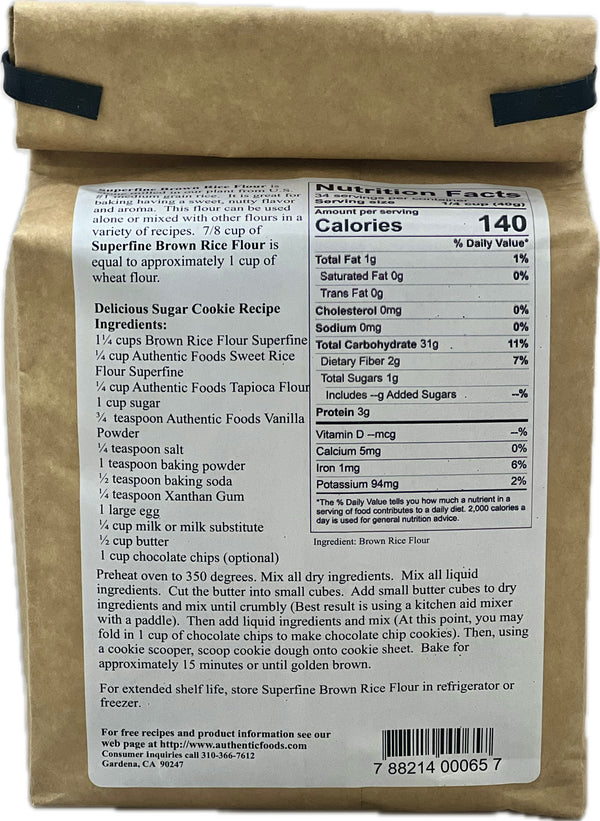 Superfine Brown Rice Flour is
in our plant from U.S.
#1 medium grain rice. It is great for
baking having a sweet, nutty flavor
and aroma. This flour can be used
alone or mixed with other flours in a
variety of recipes. 7/8 cup of
Superfine Brown Rice Flour is
equal to approximately 1 cup of
wheat flour.
Delicious Sugar Cookie Recipe
Ingredients:
1¼ cups Brown Rice Flour Superfine
¼ cup Authentic Foods Sweet Rice
Flour Superfine
¼ cup Authentic Foods Tapioca Flour
1 cup sugar
¾ teaspoon Authentic Foods Vanilla
Powder
¼ teaspoon salt
1 teaspoon baking powder
½ teaspoon baking soda
¼ teaspoon Xanthan Gum
1 large egg
¼ cup milk or milk substitute
½ cup butter
1 cup chocolate chips (optional)
Nutrition Facts
34 servings per container
Serving size 1/4 cup (40g)
Amount per serving
Calories 140
% Daily Value*
Total Fat 1g 1%
Saturated Fat 0g 0%
Trans Fat 0g
Cholesterol 0mg 0%
Sodium 0mg 0%
Total Carbohydrate 31g 11%
Dietary Fiber 2g 7%
Total Sugars 1g
Includes --g Added Sugars --%
Protein 3g
Vitamin D --mcg --%
Calcium 5mg 0%
Iron 1mg 6%
Potassium 94mg 2%
*The % Daily Value tells you how much a nutrient in a
serving of food contributes to a daily diet. 2,000 calories a
day is used for general nutrition advice.
Ingredient: Brown Rice Flour
Preheat oven to 350 degrees. Mix all dry ingredients. Mix all liquid
ingredients. Cut the butter into small cubes. Add small butter cubes to dry
ingredients and mix until crumbly (Best result is using a kitchen aid mixer
with a paddle). Then add liquid ingredients and mix (At this point, you may
fold in 1 cup of chocolate chips to make chocolate chip cookies). Then, using
a cookie scooper, scoop cookie dough onto cookie sheet. Bake for
approximately 15 minutes or until golden brown.
For extended shelf life, store Superfine Brown Rice Flour in refrigerator or
freezer.
For free recipes and product information see our
web page at http://www.authenticfoods.com
Consumer Inquiries call 310-366-7612
Gardena, CA 90247
7 88214 00065 7